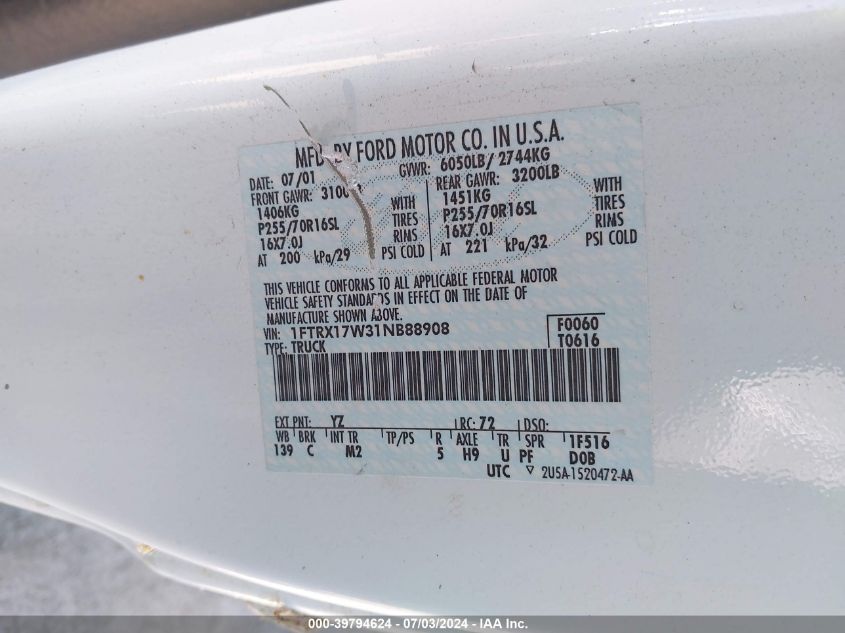 MFD. BY FORD MOTOR CO. IN U.S.A.
DATE: 07/01 GVWR: 6050LB/ 2744KG
FRONT GAWR: 3100 REAR GAWR: 3200LB
1406KG WITH 1451KG WITH
P255/70R16SL TIRES P255/70R16SL TIRES
16X7.0J RIMS 16X7.0J RIMS
AT 200 kPa/29 PSI COLD AT 221 kPa/32 PSI COLD
THIS VEHICLE CONFORMS TO ALL APPLICABLE FEDERAL MOTOR
VEHICLE SAFETY STANDARDS IN EFFECT ON THE DATE OF
MANUFACTURE SHOWN ABOVE.
VIN: 1FTRX17W31NB88908 F0060
TYPE: TRUCK T0616
EXT PNT: YZ RC: 72 DSO:
WB BRK INT TR TP/PS R AXLE TR SPR 1F516
139 C M2 5 H9 U PF DOB
UTC ▽ 2U5A-1520472-AA
000-39794624 - 07/03/2024 - IAA Inc.